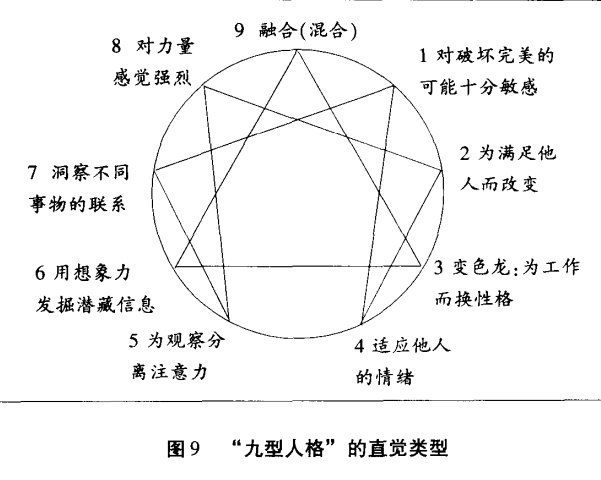 9 融合(混合)
8 对力量
感觉强烈
1 对破坏完美的
可能十分敏感
2 为满足他
人而改变
7 洞察不同
事物的联系
3 变色龙:为工作
而换性格
6 用想象力
发掘潜藏信息
5 为观察分
离注意力
4 适应他人
的情绪
图9 “九型人格”的直觉类型